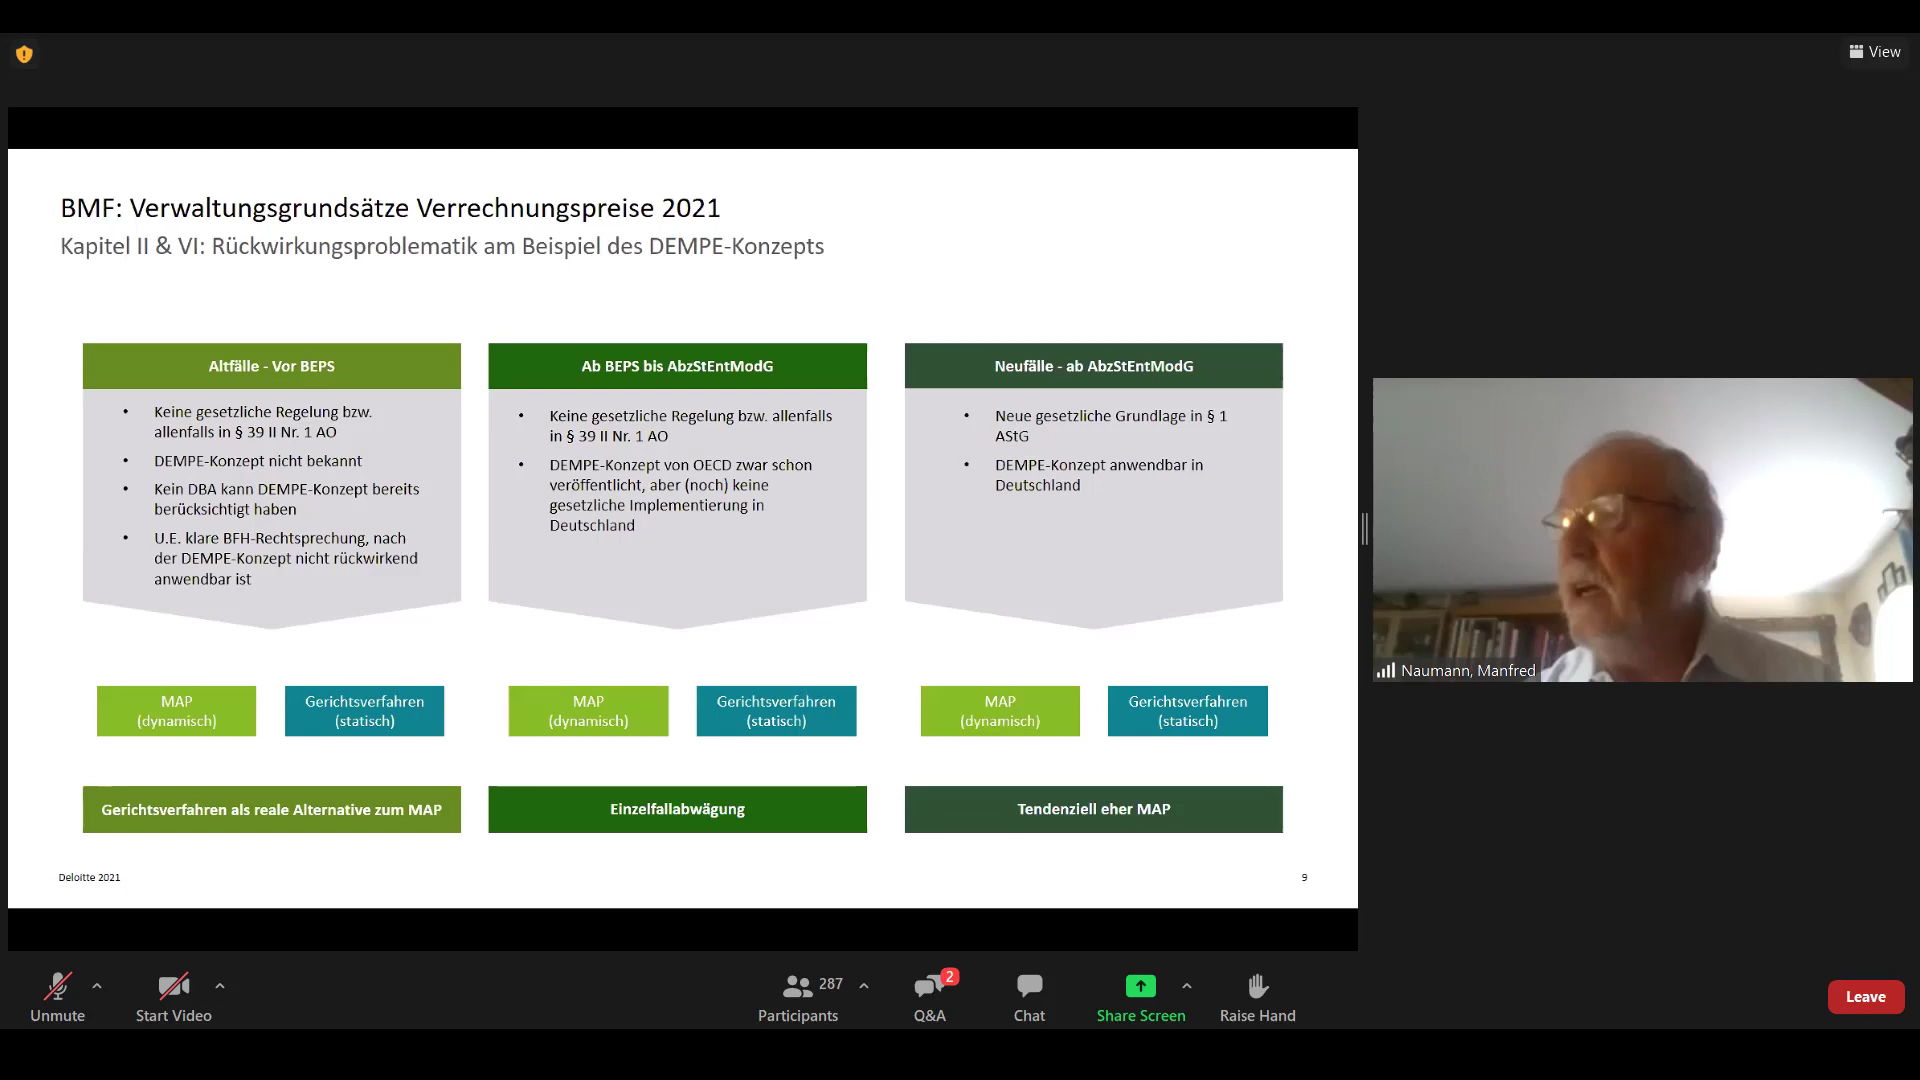 View
BMF: Verwaltungsgrundsätze Verrechnungspreise 2021
Kapitel II & VI: Rückwirkungsproblematik am Beispiel des DEMPE-Konzepts
Altfälle - Vor BEPS
• Keine gesetzliche Regelung bzw.
allenfalls in § 39 II Nr. 1 AO
• DEMPE-Konzept nicht bekannt
• Kein DBA kann DEMPE-Konzept bereits
berücksichtigt haben
• U.E. klare BFH-Rechtsprechung, nach
der DEMPE-Konzept nicht rückwirkend
anwendbar ist
MAP
(dynamisch)
Gerichtsverfahren
(statisch)
Gerichtsverfahren als reale Alternative zum MAP
Ab BEPS bis AbzStEntModG
• Keine gesetzliche Regelung bzw. allenfalls
in § 39 II Nr. 1 AO
• DEMPE-Konzept von OECD zwar schon
veröffentlicht, aber (noch) keine
gesetzliche Implementierung in
Deutschland
MAP
(dynamisch)
Gerichtsverfahren
(statisch)
Einzelfallabwägung
Neufälle - ab AbzStEntModG
• Neue gesetzliche Grundlage in § 1
AStG
• DEMPE-Konzept anwendbar in
Deutschland
MAP
(dynamisch)
Gerichtsverfahren
(statisch)
Tendenziell eher MAP
Deloitte 2021
9
Naumann, Manfred
Unmute
Start Video
287
Participants
2
Q&A
Chat
Share Screen
Raise Hand
Leave